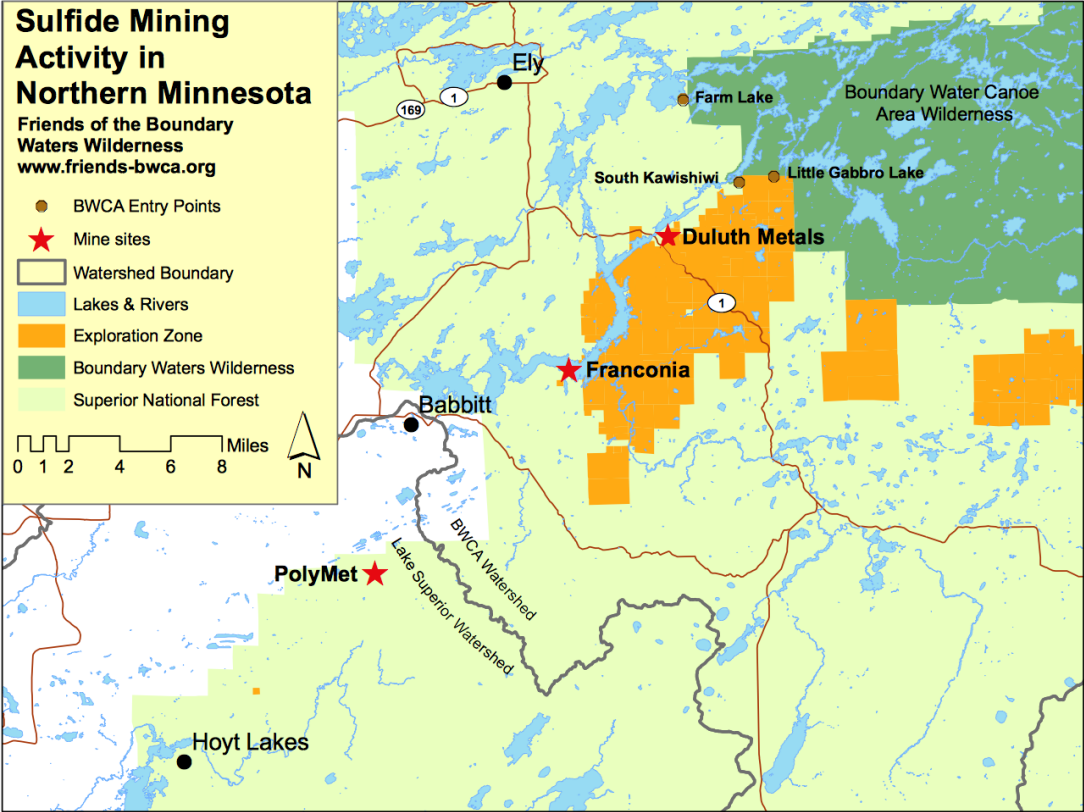 Sulfide Mining
Activity in
Northern Minnesota
Friends of the Boundary
Waters Wilderness
www.friends-bwca.org
BWCA Entry Points
Mine sites
Watershed Boundary
Lakes & Rivers
Exploration Zone
Boundary Waters Wilderness
Superior National Forest
Miles
0 1 2 4 6 8
N
Ely
1
169
Farm Lake
Boundary Water Canoe
Area Wilderness
South Kawishiwi
Little Gabbro Lake
Duluth Metals
1
Franconia
Babbitt
BWCA Watershed
Lake Superior Watershed
PolyMet
Hoyt Lakes